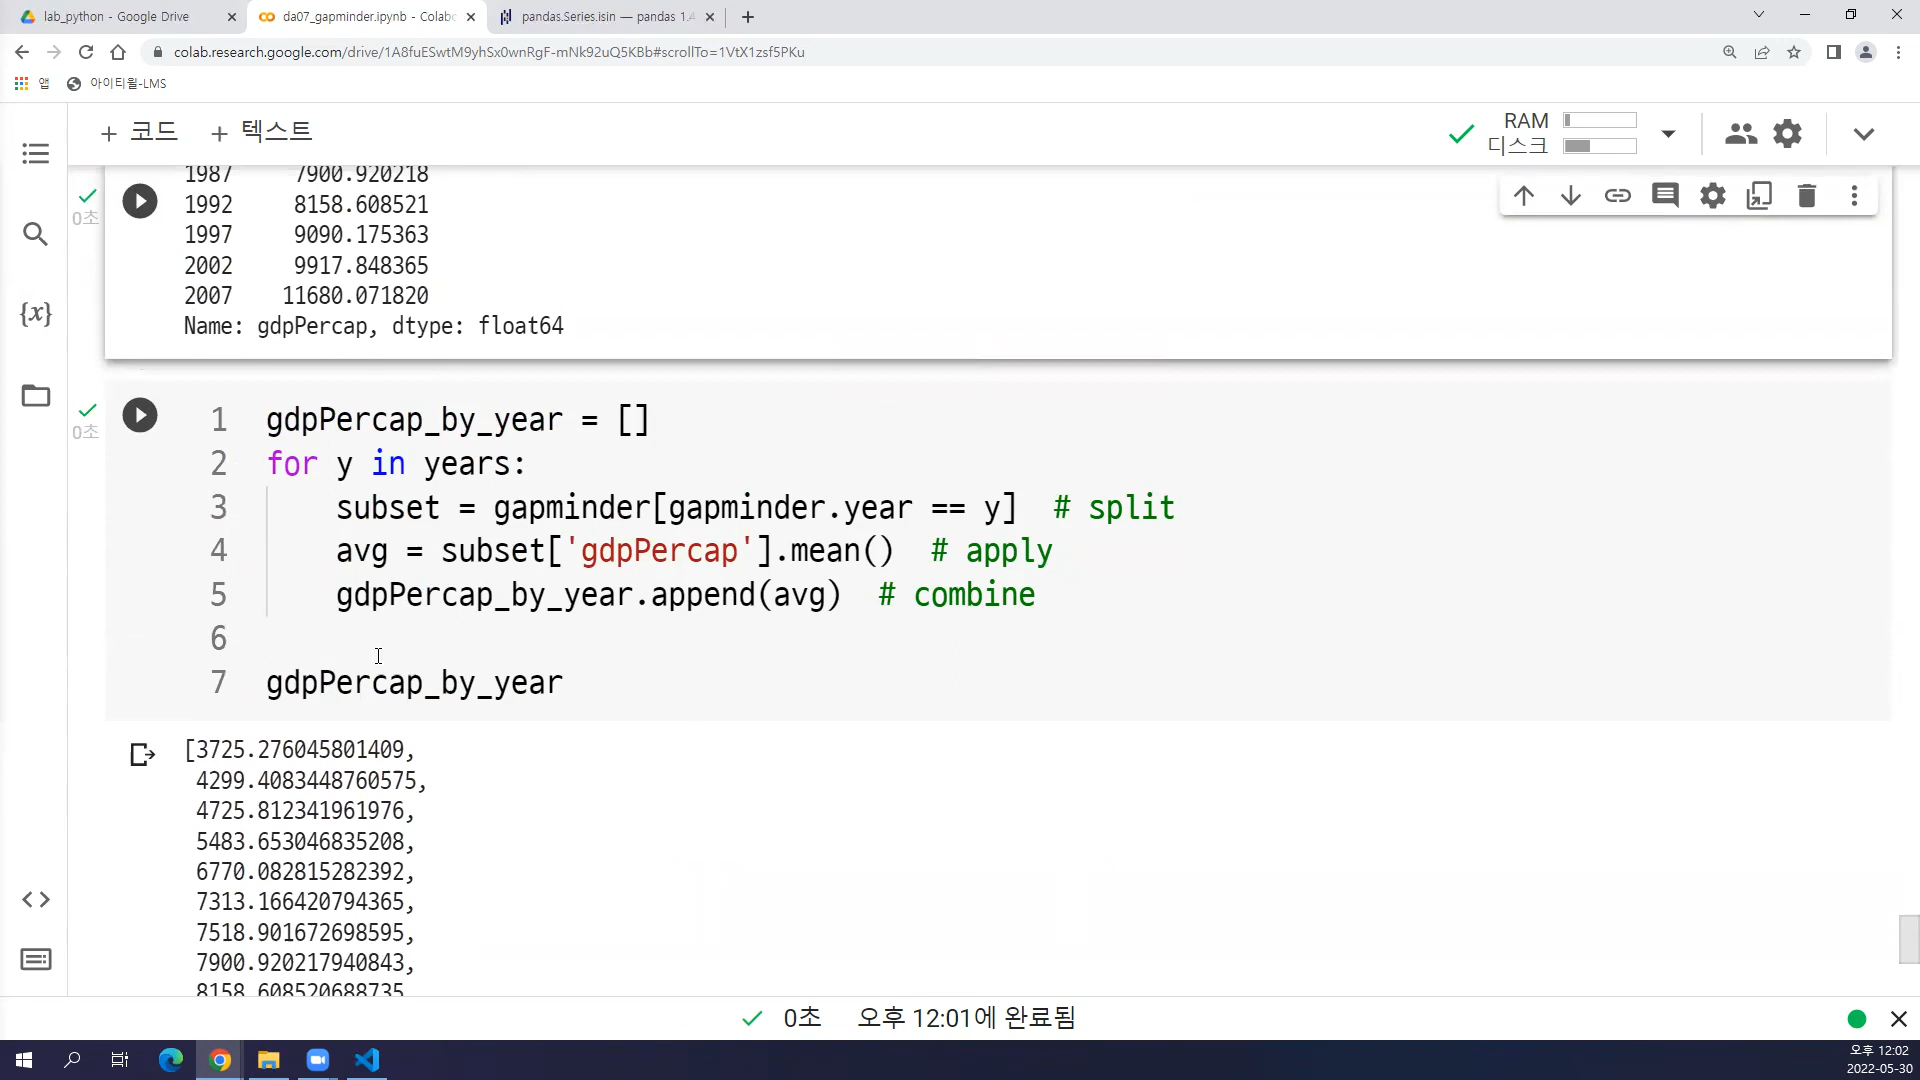 lab_python - Google Drive
da07_gapminder.ipynb - Colab
pandas.Series.isin — pandas 1.4
colab.research.google.com/drive/1A8fuESwtM9yhSx0wnRgF-mNk92uQ5KBb#scrollTo=1VtX1zsf5PKu
앱 아이티윌-LMS
+ 코드 + 텍스트
RAM
디스크
0초
1987 7900.920218
1992 8158.608521
1997 9090.175363
2002 9917.848365
2007 11680.071820
Name: gdpPercap, dtype: float64
0초
1 gdpPercap_by_year = []
2 for y in years:
3 subset = gapminder[gapminder.year == y] # split
4 avg = subset['gdpPercap'].mean() # apply
5 gdpPercap_by_year.append(avg) # combine
6
7 gdpPercap_by_year
[3725.276045801409,
4299.4083448760575,
4725.812341961976,
5483.653046835208,
6770.082815282392,
7313.166420794365,
7518.901672698595,
7900.920217940843,
8158.608520688735,
{x}
0초 오후 12:01에 완료됨
오후 12:02
2022-05-30